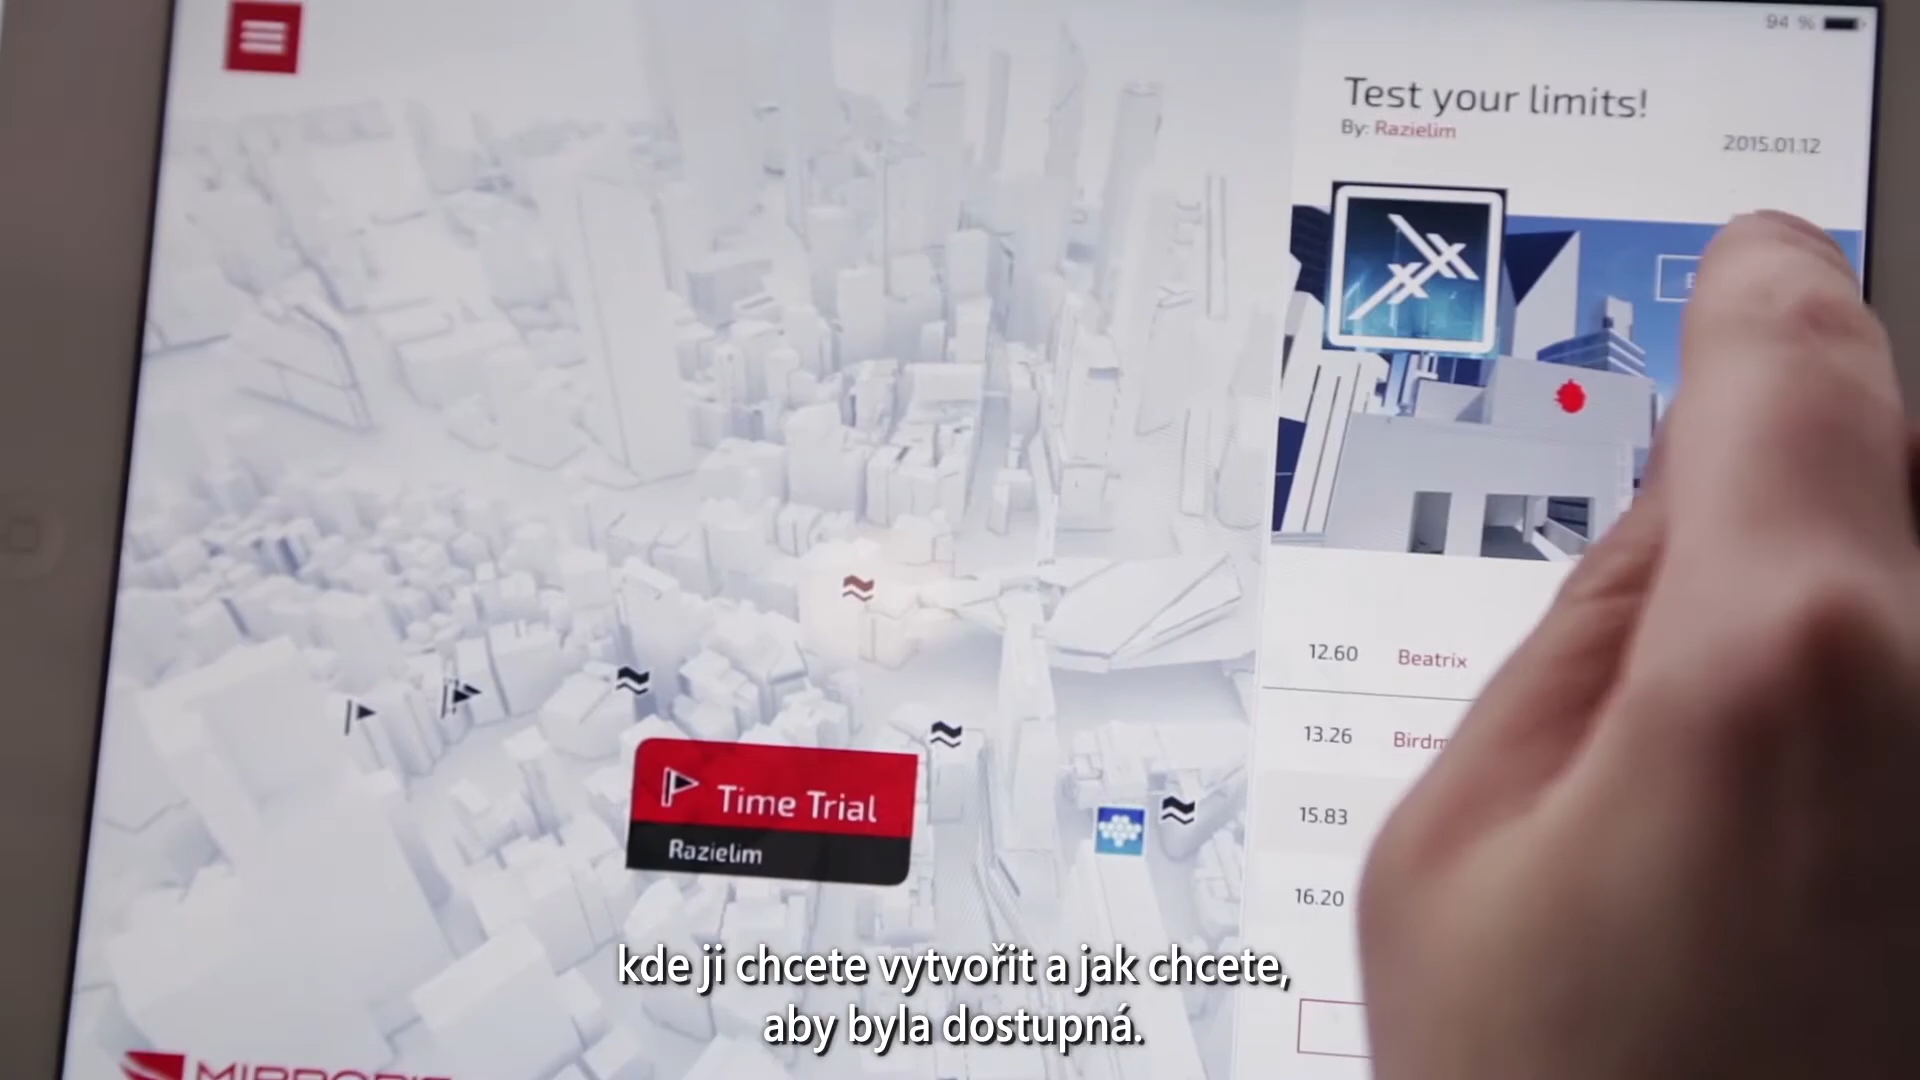 94 %
Test your limits!
By: Razielim
2015.01.12
12.60 Beatrix
13.26
15.83
16.20
Time Trial
Razielim
kde ji chcete vytvořit a jak chcete,
aby byla dostupná.